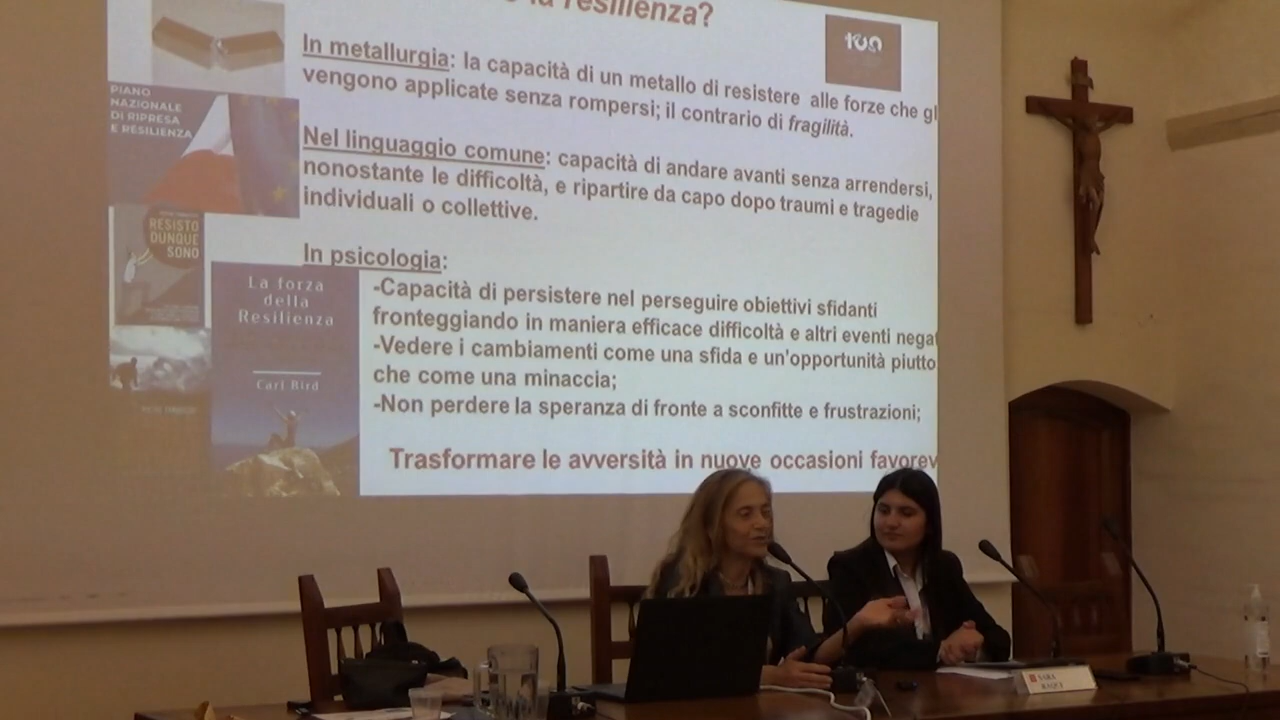 la resilienza?
100
In metallurgia: la capacità di un metallo di resistere alle forze che gl
vengono applicate senza rompersi; il contrario di fragilità.
PIANO
NAZIONALE
DI RIPRESA
E RESILIENZA
Nel linguaggio comune: capacità di andare avanti senza arrendersi,
nonostante le difficoltà, e ripartire da capo dopo traumi e tragedie
individuali o collettive.
RESISTO
DUNQUE
SONO
In psicologia:
La forza
della
Resilienza
Carl Bird
-Capacità di persistere nel perseguire obiettivi sfidanti
fronteggiando in maniera efficace difficoltà e altri eventi negat
-Vedere i cambiamenti come una sfida e un'opportunità piutto
che come una minaccia;
-Non perdere la speranza di fronte a sconfitte e frustrazioni;
Trasformare le avversità in nuove occasioni favorev
SARA